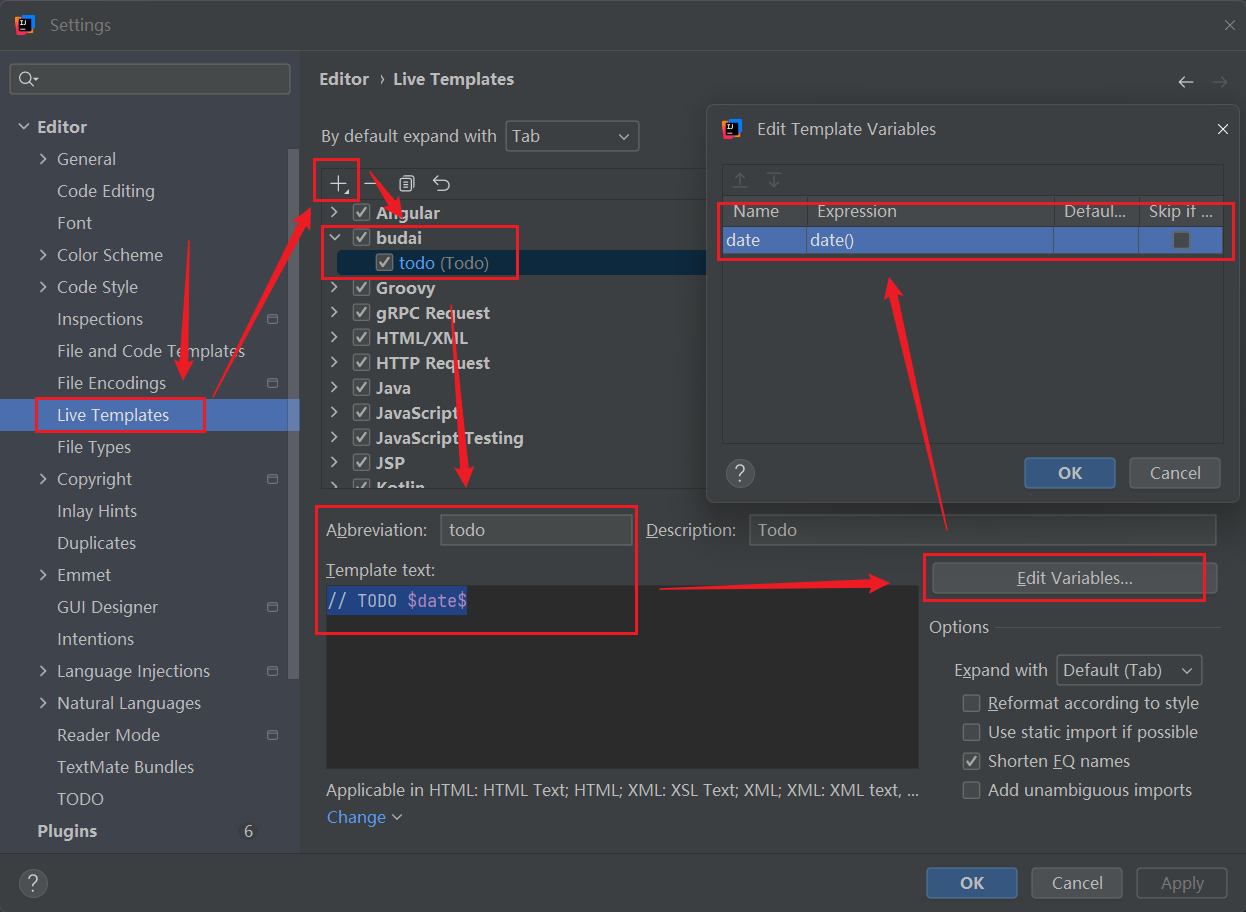 Settings
Editor
General
Code Editing
Font
Color Scheme
Code Style
Inspections
File and Code Templates
File Encodings
Live Templates
File Types
Copyright
Inlay Hints
Duplicates
Emmet
GUI Designer
Intentions
Language Injections
Natural Languages
Reader Mode
TextMate Bundles
TODO
Plugins 6
Editor › Live Templates
By default expand with Tab
Angular
budai
todo (Todo)
Groovy
gRPC Request
HTML/XML
HTTP Request
Java
JavaScript
JavaScript Testing
JSP
Kotlin
Edit Template Variables
Name Expression Defaul... Skip if ...
date date()
? OK Cancel
Abbreviation: todo Description: Todo
Template text:
// TODO $date$
Edit Variables...
Options
Expand with Default (Tab)
Reformat according to style
Use static import if possible
Shorten FQ names
Add unambiguous imports
Applicable in HTML: HTML Text; HTML; XML: XSL Text; XML; XML: XML text, ...
Change
? OK Cancel Apply